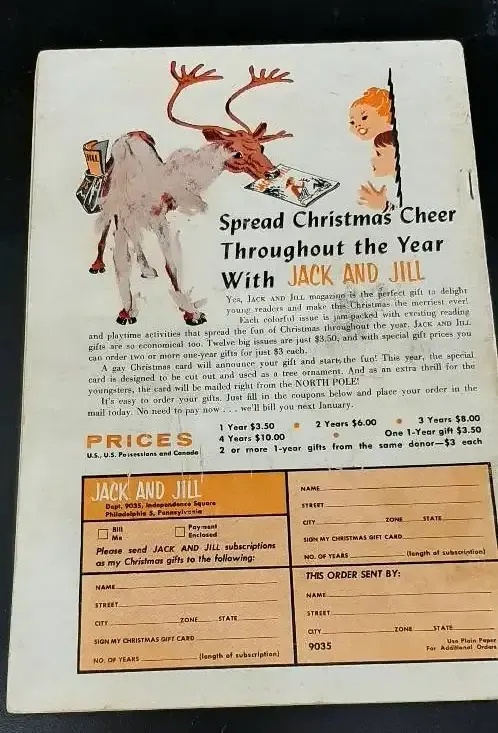 JILL
Spread Christmas Cheer
Throughout the Year
With JACK AND JILL
Yes, JACK AND JILL magazine is the perfect gift to delight
young readers and make this Christmas the merriest ever!
Each colorful issue is jam-packed with exciting reading
and playtime activities that spread the fun of Christmas throughout the year. JACK AND JILL
gifts are so economical too. Twelve big issues are just $3.50, and with special gift prices you
can order two or more one-year gifts for just $3 each.
A gay Christmas card will announce your gift and starts the fun! This year, the special
card is designed to be cut out and used as a tree ornament. And as an extra thrill for the
youngsters, the card will be mailed right from the NORTH POLE!
It's easy to order your gifts. Just fill in the coupons below and place your order in the
mail today. No need to pay now . . . we'll bill you next January.
PRICES
U.S., U.S. Possessions and Canada
1 Year $3.50 • 2 Years $6.00 • 3 Years $8.00
4 Years $10.00 • One 1-Year gift $3.50
2 or more 1-year gifts from the same donor—$3 each
JACK AND JILL
Dept. 9035, Independence Square
Philadelphia 5, Pennsylvania
Bill Me
Payment Enclosed
Please send JACK AND JILL subscriptions
as my Christmas gifts to the following:
NAME
STREET
CITY ZONE STATE
SIGN MY CHRISTMAS GIFT CARD
NO. OF YEARS (length of subscription)
NAME
STREET
CITY ZONE STATE
SIGN MY CHRISTMAS GIFT CARD
NO. OF YEARS (length of subscription)
THIS ORDER SENT BY:
NAME
STREET
CITY ZONE STATE
9035
Use Plain Paper
For Additional Orders